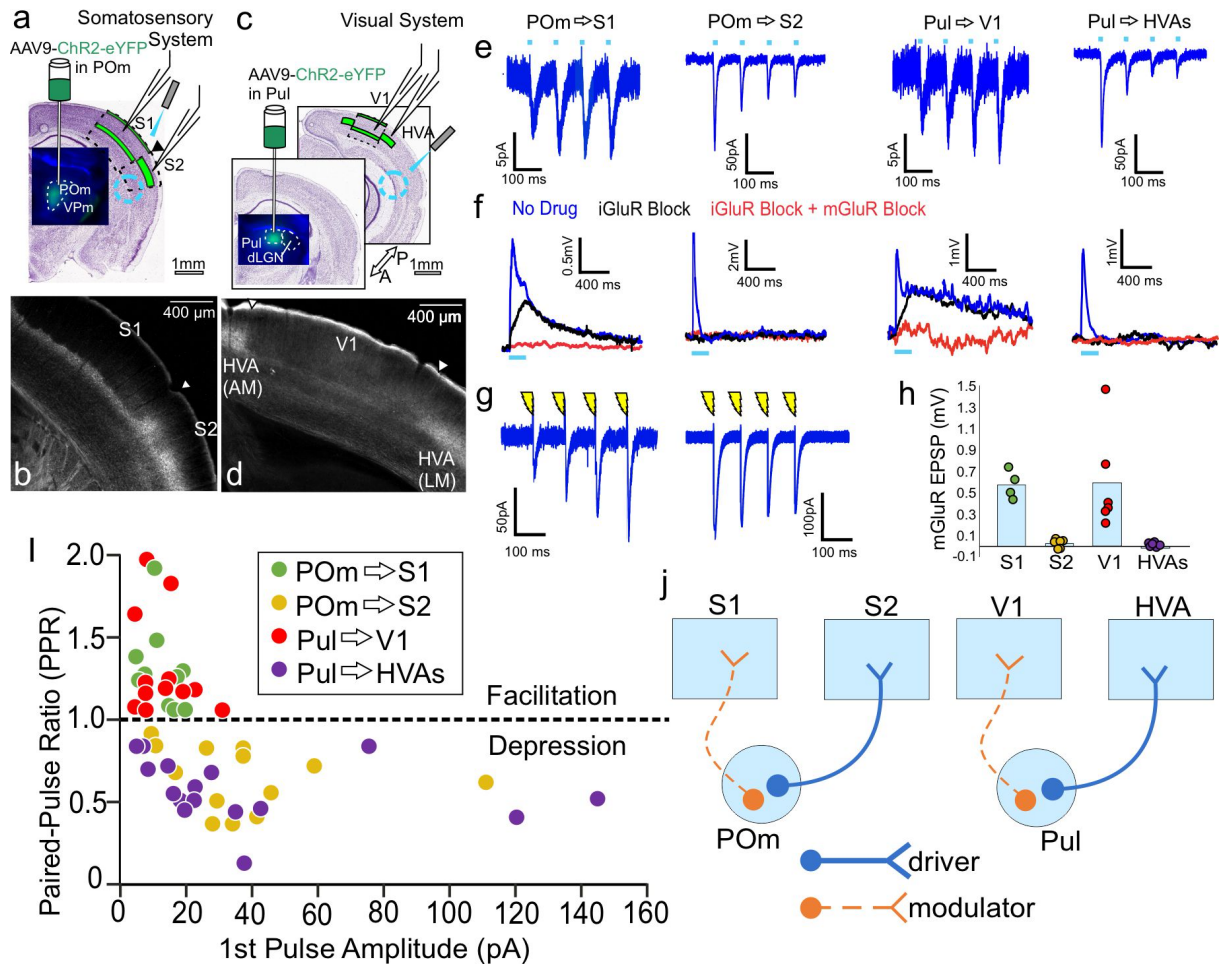 a
Somatosensory
System
AAV9-ChR2-eYFP
in POm
S1
S2
POm
VPm
1mm
c
Visual System
AAV9-ChR2-eYFP
in Pul
V1
HVA
Pul
dLGN
P
A
1mm
b
400 µm
S1
S2
d
400 µm
V1
HVA
(AM)
HVA
(LM)
e
POm⇨S1
POm⇨S2
Pul⇨V1
Pul⇨HVAs
5pA
100 ms
50pA
100 ms
5pA
100 ms
50pA
100 ms
f
No Drug
iGluR Block
iGluR Block + mGluR Block
0.5mV
400 ms
2mV
400 ms
1mV
400 ms
1mV
400 ms
g
50pA
100 ms
100pA
100 ms
h
mGluR EPSP (mV)
1.5
1.3
1.1
0.9
0.7
0.5
0.3
0.1
-0.1
S1
S2
V1
HVAs
I
Paired-Pulse Ratio (PPR)
2.0
1.5
1.0
0.5
0
POm⇨S1
POm⇨S2
Pul⇨V1
Pul⇨HVAs
Facilitation
Depression
0 20 40 60 80 100 120 140 160
1st Pulse Amplitude (pA)
j
S1
S2
V1
HVA
POm
Pul
driver
modulator